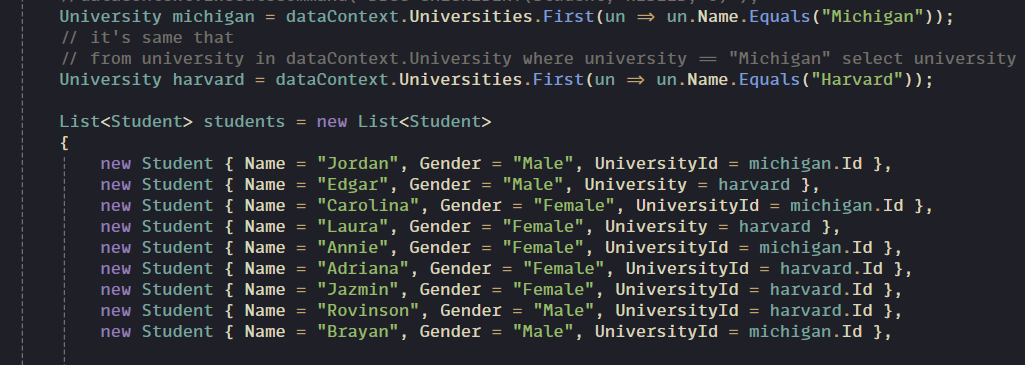 University michigan = dataContext.Universities.First(un => un.Name.Equals("Michigan"));
// it's same that
// from university in dataContext.University where university == "Michigan" select university
University harvard = dataContext.Universities.First(un => un.Name.Equals("Harvard"));
List<Student> students = new List<Student>
{
new Student { Name = "Jordan", Gender = "Male", UniversityId = michigan.Id },
new Student { Name = "Edgar", Gender = "Male", University = harvard },
new Student { Name = "Carolina", Gender = "Female", UniversityId = michigan.Id },
new Student { Name = "Laura", Gender = "Female", University = harvard },
new Student { Name = "Annie", Gender = "Female", UniversityId = michigan.Id },
new Student { Name = "Adriana", Gender = "Female", UniversityId = harvard.Id },
new Student { Name = "Jazmin", Gender = "Female", UniversityId = harvard.Id },
new Student { Name = "Rovinson", Gender = "Male", UniversityId = harvard.Id },
new Student { Name = "Brayan", Gender = "Male", UniversityId = michigan.Id },